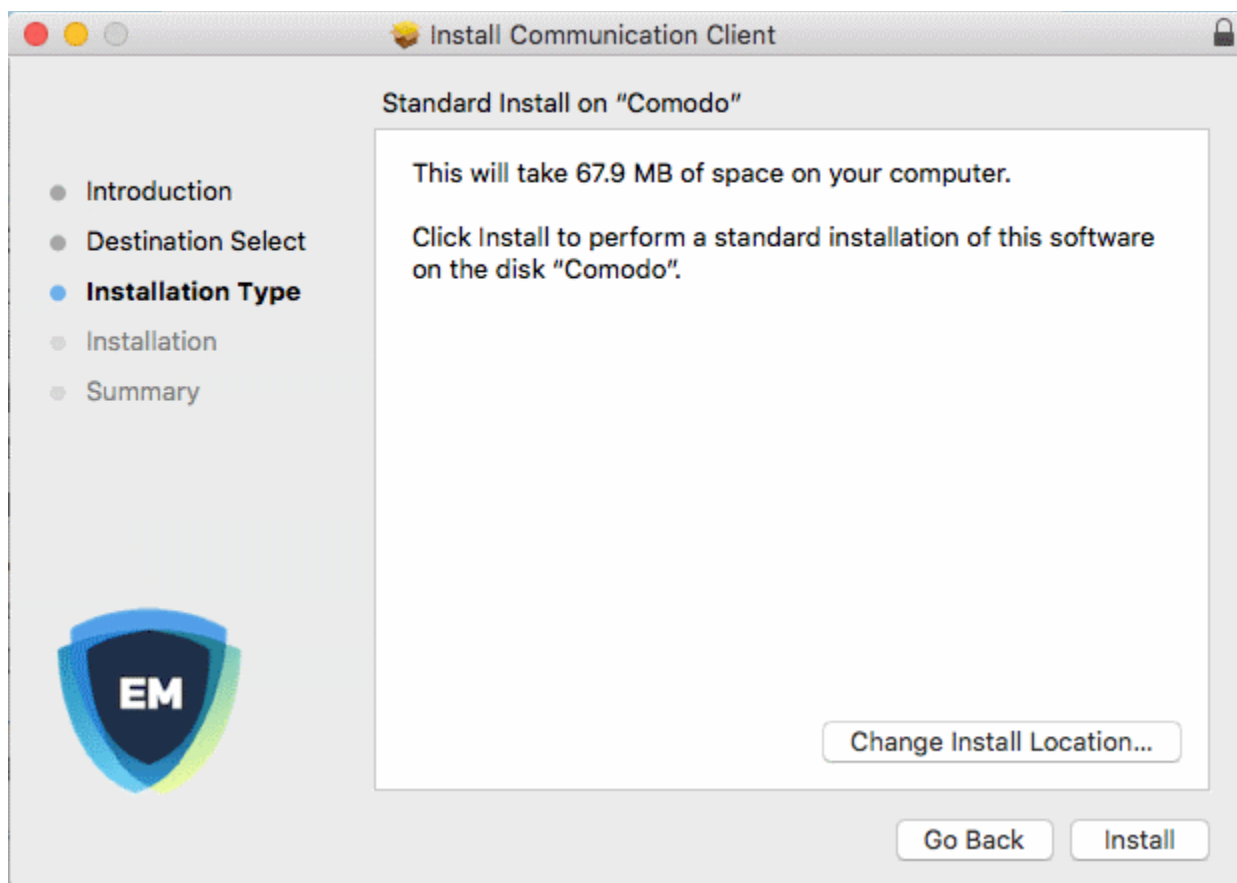 Install Communication Client
Standard Install on “Comodo”
Introduction
Destination Select
Installation Type
Installation
Summary
This will take 67.9 MB of space on your computer.
Click Install to perform a standard installation of this software
on the disk “Comodo”.
EM
Change Install Location...
Go Back
Install